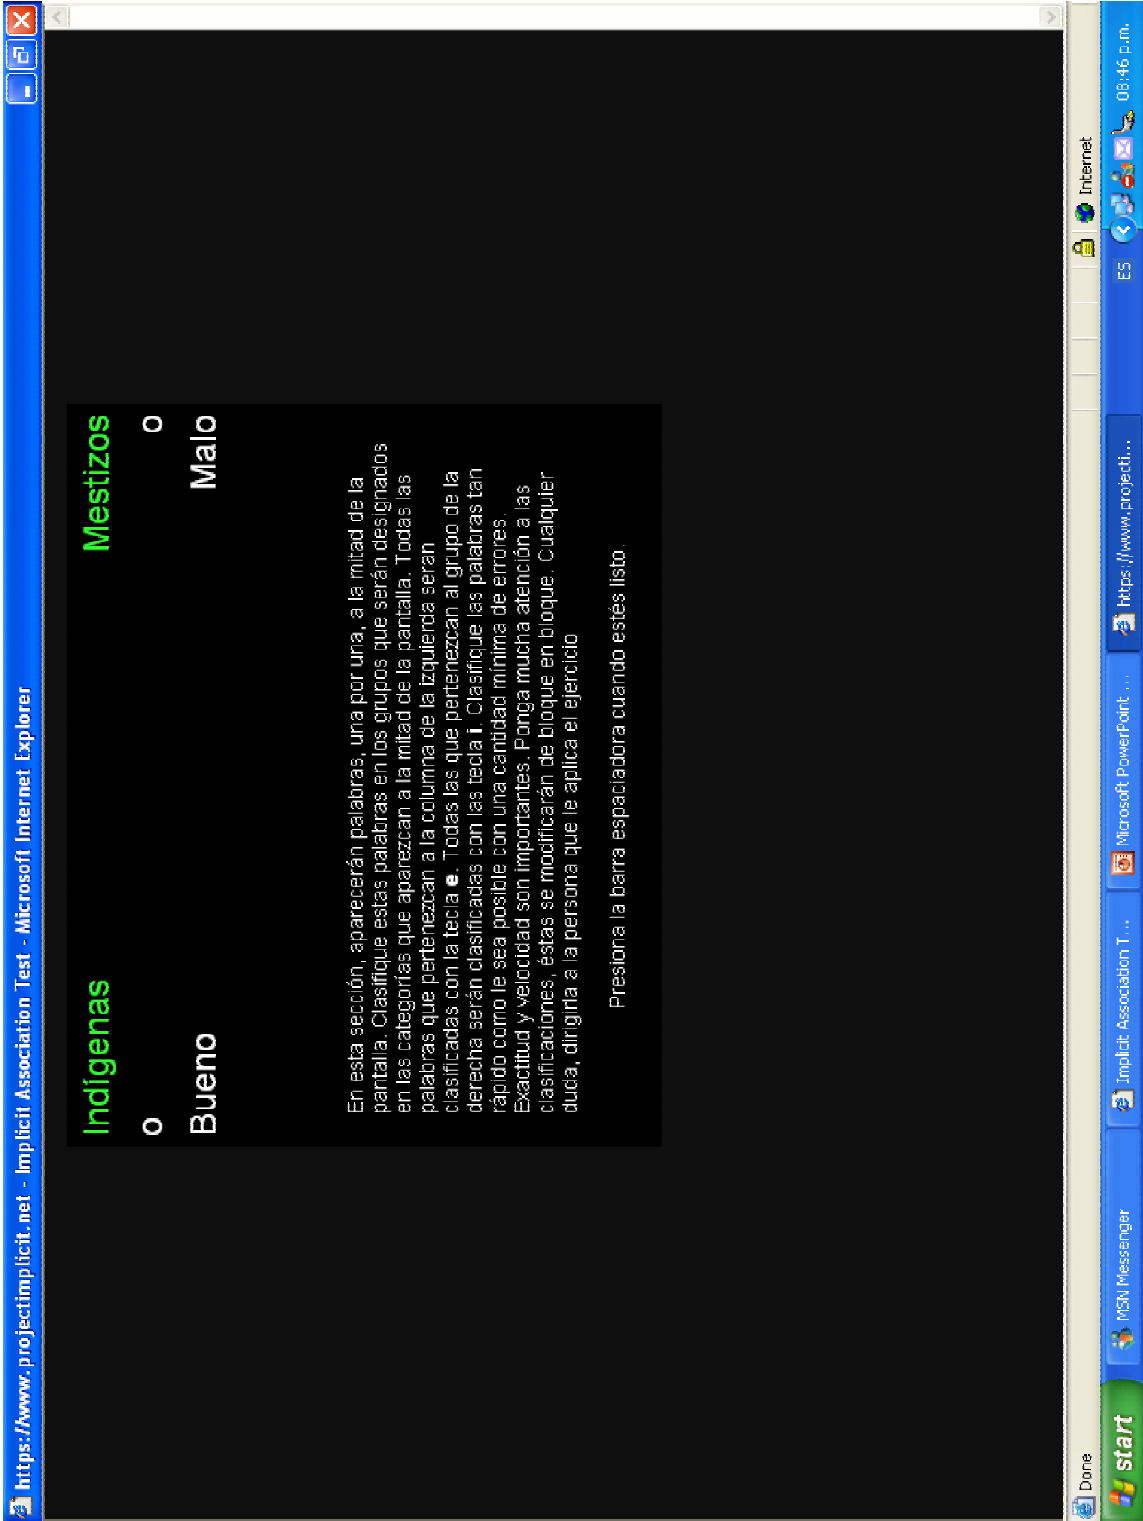 https://www.projectimplicit.net - Implicit Association Test - Microsoft Internet Explorer
Indígenas Mestizos
o o
Bueno Malo
En esta sección, aparecerán palabras, una por una, a la mitad de la
pantalla. Clasifique estas palabras en los grupos que serán designados
en las categorías que aparezcan a la mitad de la pantalla. Todas las
palabras que pertenezcan a la columna de la izquierda seran
clasificadas con la tecla e. Todas las que pertenezcan al grupo de la
derecha serán clasificadas con las tecla i. Clasifique las palabras tan
rápido como le sea posible con una cantidad mínima de errores.
Exactitud y velocidad son importantes. Ponga mucha atención a las
clasificaciones, éstas se modificarán de bloque en bloque. Cualquier
duda, dirigirla a la persona que le aplica el ejercicio
Presiona la barra espaciadora cuando estés listo.
Done Internet
start MSN Messenger Implicit Association T... Microsoft PowerPoint ... https://www.projecti... ES 08:46 p.m.